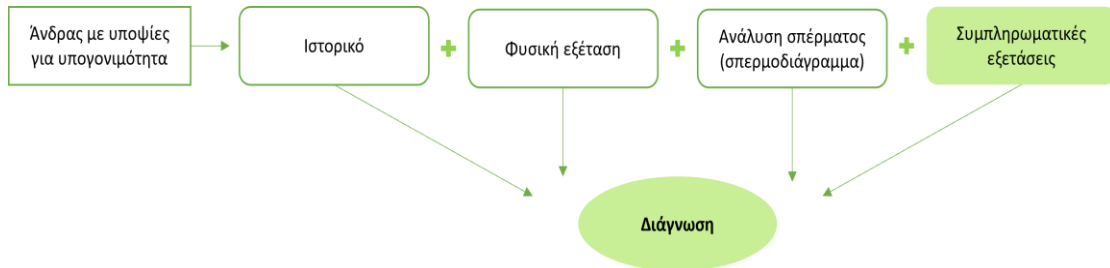 Άνδρας με υποψίες
για υπογονιμότητα
Ιστορικό
Φυσική εξέταση
Ανάλυση σπέρματος
(σπερμοδιάγραμμα)
Συμπληρωματικές
εξετάσεις
Διάγνωση